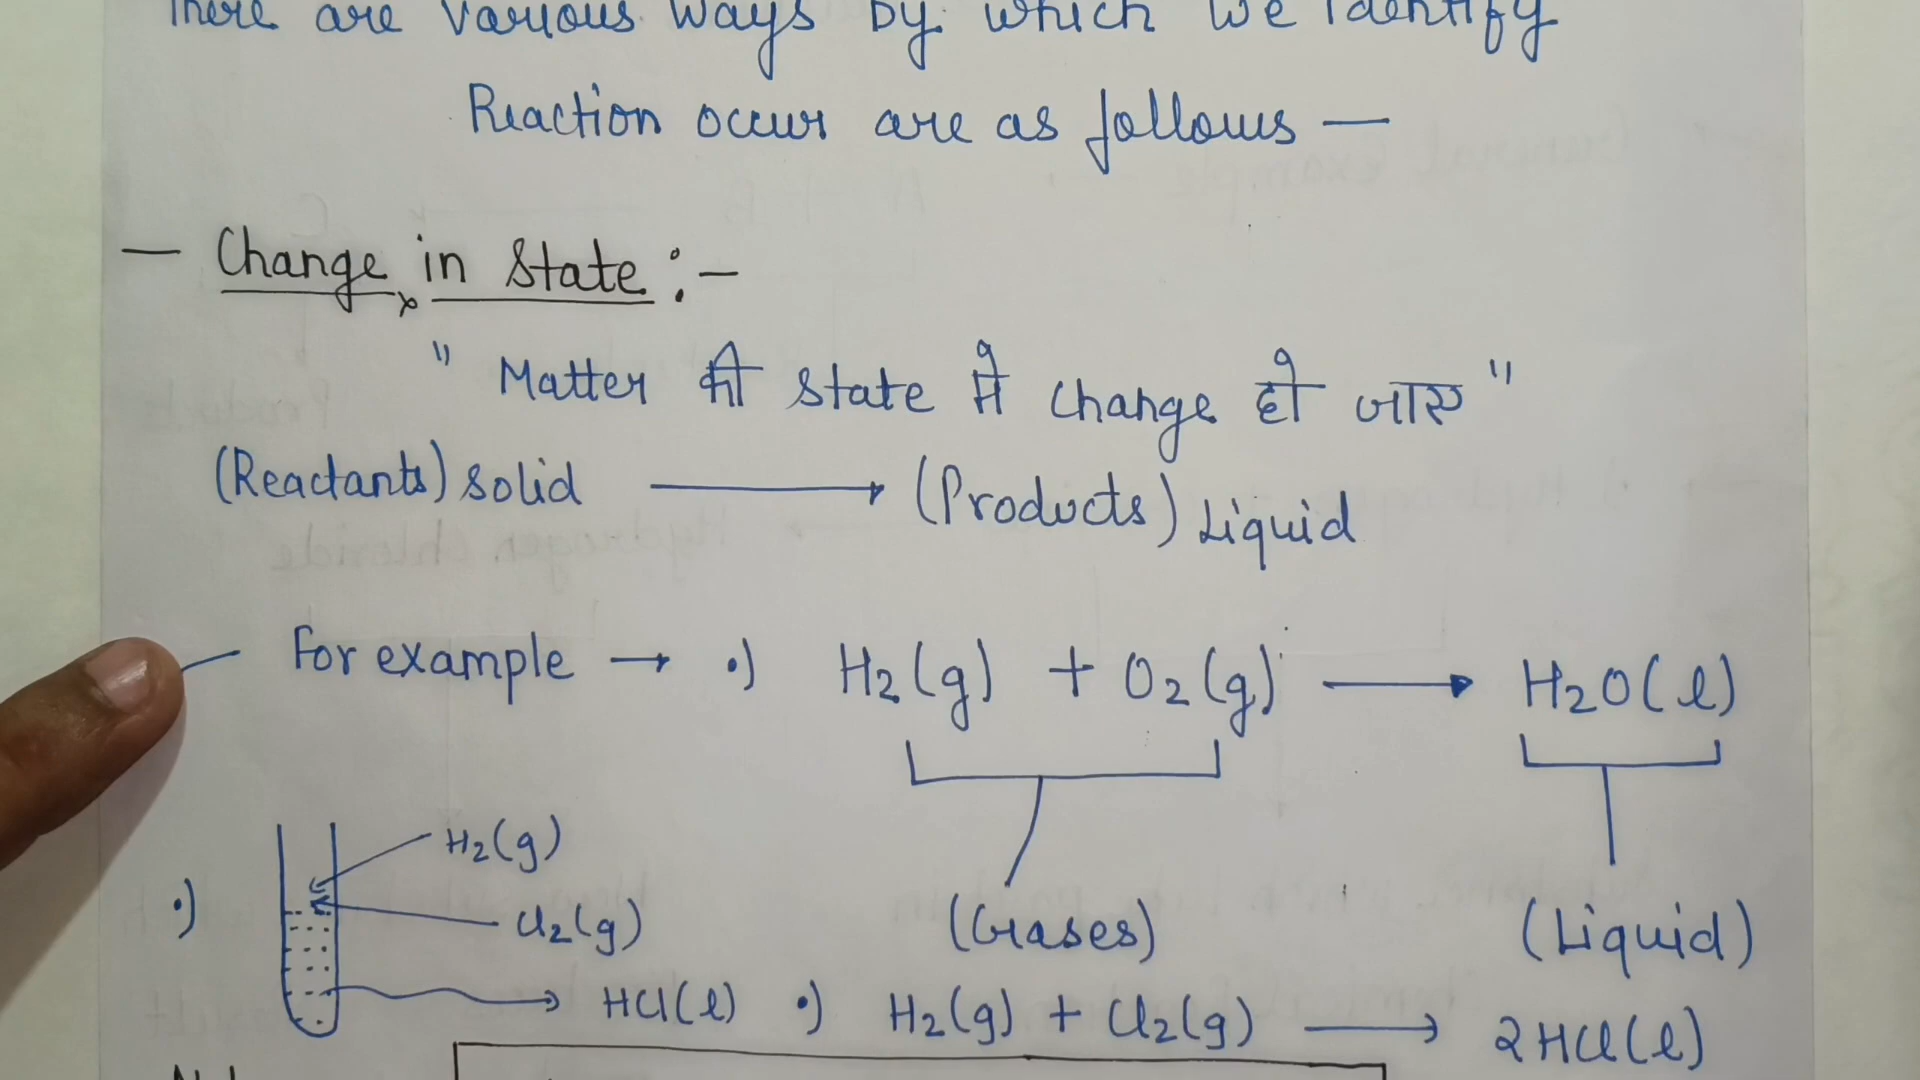 There are various ways by which we identify
Reaction occur are as follows —
— Change in State :-
" Matter की state में change हो जाए "
(Reactants) solid ⟶ (Products) Liquid
For example → •) H2(g) + O2(g) ⟶ H2O(l)
(Gases) (Liquid)
•) H2(g)
Cl2(g)
HCl(l) •) H2(g) + Cl2(g) ⟶ 2HCl(l)